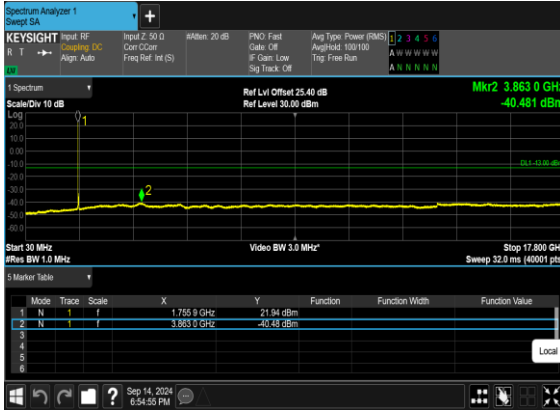 Spectrum Analyzer 1
Swept SA
+
KEYSIGHT
R T
Input: RF
Coupling: DC
Align: Auto
Input Z: 50 Ω
Corr CCorr
Freq Ref: Int (S)
#Atten: 20 dB
PNO: Fast
Gate: Off
IF Gain: Low
Sig Track: Off
Avg Type: Power (RMS)
Avg|Hold: 100/100
Trig: Free Run
1 2 3 4 5 6
A W W W W W
A N N N N N
1 Spectrum
Scale/Div 10 dB
Ref Lvl Offset 25.40 dB
Ref Level 30.00 dBm
Mkr2 3.863 0 GHz
-40.481 dBm
Log
20.0
10.0
0.00
-10.0
-20.0
-30.0
-40.0
-50.0
-60.0
1
2
DL1 -13.00 dBm
Start 30 MHz
#Res BW 1.0 MHz
Video BW 3.0 MHz*
Stop 17.800 GH
Sweep 32.0 ms (40001 pts
5 Marker Table
Mode Trace Scale X Y Function Function Width Function Value
1 N 1 f 1.755 9 GHz 21.94 dBm
2 N 1 f 3.863 0 GHz -40.48 dBm
3
4
5
6
Local
?
Sep 14, 2024
6:54:55 PM